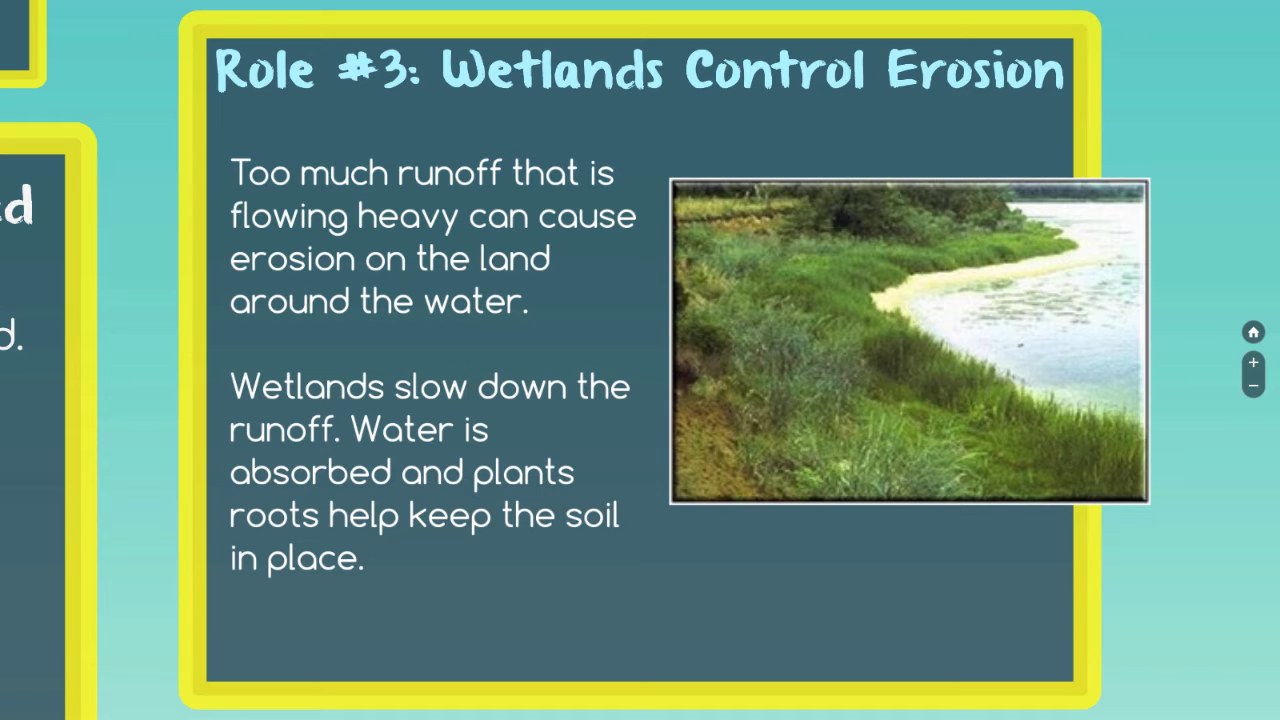 Role #3: Wetlands Control Erosion
Too much runoff that is
flowing heavy can cause
erosion on the land
around the water.
Wetlands slow down the
runoff. Water is
absorbed and plants
roots help keep the soil
in place.